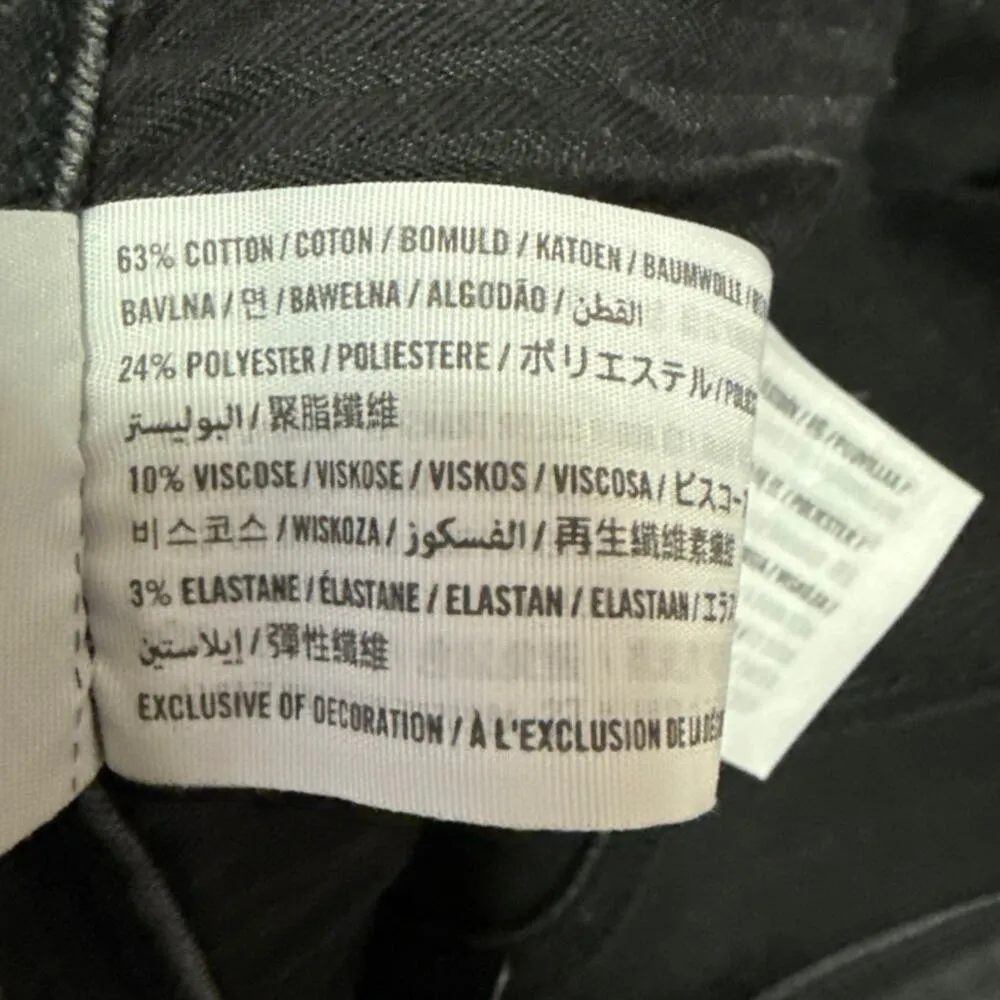 63% COTTON / COTON / BOMULD / KATOEN / BAUMWOLLE /
BAVLNA / 면 / BAWEŁNA / ALGODÃO / القطن
24% POLYESTER / POLIESTERE / ポリエステル /
البوليستر / 聚脂纖維
10% VISCOSE / VISKOSE / VISKOS / VISCOSA /
비스코스 / WISKOZA / الفسكوز / 再生纖維素纖維
3% ELASTANE / ÉLASTANE / ELASTAN / ELASTAAN /
إيلاستين / 彈性纖維
EXCLUSIVE OF DECORATION / À L'EXCLUSION DE LA